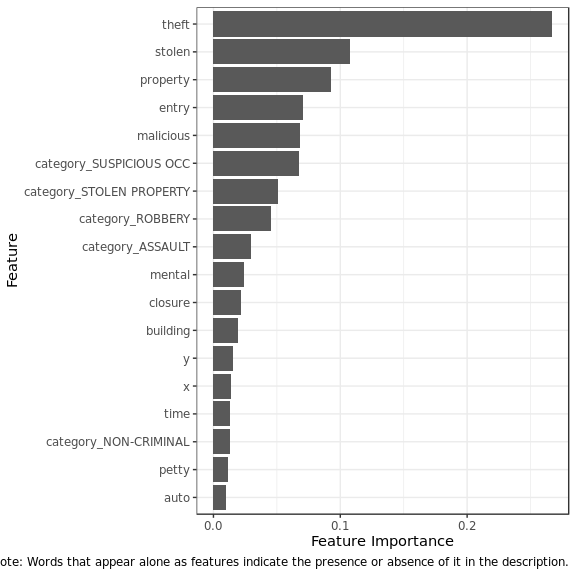 theft
stolen
property
entry
malicious
category_SUSPICIOUS OCC
category_STOLEN PROPERTY
category_ROBBERY
category_ASSAULT
mental
closure
building
y
x
time
category_NON-CRIMINAL
petty
auto
Feature
0.0 0.1 0.2
Feature Importance
ote: Words that appear alone as features indicate the presence or absence of it in the description.